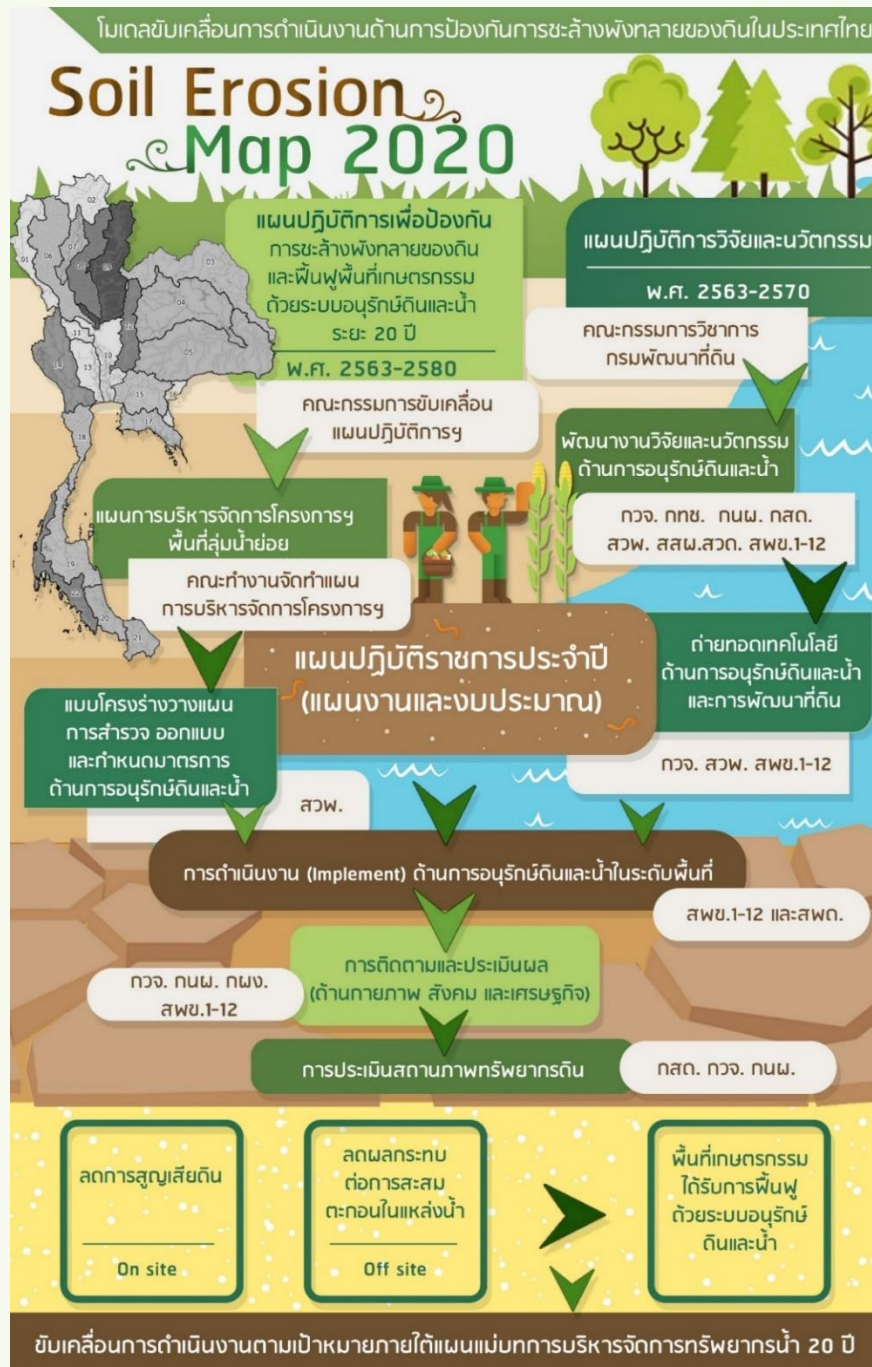 โมเดลขับเคลื่อนการดำเนินงานด้านการป้องกันการชะล้างพังทลายของดินในประเทศไทย
Soil Erosion
Map 2020
แผนปฏิบัติการเพื่อป้องกัน
การชะล้างพังทลายของดิน
และฟื้นฟูพื้นที่เกษตรกรรม
ด้วยระบบอนุรักษ์ดินและน้ำ
ระยะ 20 ปี
พ.ศ. 2563-2580
คณะกรรมการขับเคลื่อน
แผนปฏิบัติการฯ
แผนการบริหารจัดการโครงการฯ
พื้นที่ลุ่มน้ำย่อย
คณะทำงานจัดทำแผน
การบริหารจัดการโครงการฯ
แบบโครงร่างวางแผน
การสำรวจ ออกแบบ
และกำหนดมาตรการ
ด้านการอนุรักษ์ดินและน้ำ
สวพ.
แผนปฏิบัติการวิจัยและนวัตกรรม
พ.ศ. 2563-2570
คณะกรรมการวิชาการ
กรมพัฒนาที่ดิน
พัฒนางานวิจัยและนวัตกรรม
ด้านการอนุรักษ์ดินและน้ำ
กวจ. กทช. กนผ. กสด.
สวพ. สสผ.สวด. สพข.1-12
ถ่ายทอดเทคโนโลยี
ด้านการอนุรักษ์ดินและน้ำ
และการพัฒนาที่ดิน
กวจ. สวพ. สพข.1-12
แผนปฏิบัติราชการประจำปี
(แผนงานและงบประมาณ)
การดำเนินงาน (Implement) ด้านการอนุรักษ์ดินและน้ำในระดับพื้นที่
สพข.1-12 และสพด.
การติดตามและประเมินผล
(ด้านกายภาพ สังคม และเศรษฐกิจ)
กวจ. กนผ. กผง.
สพข.1-12
การประเมินสถานภาพทรัพยากรดิน
กสด. กวจ. กนผ.
ลดการสูญเสียดิน
On site
ลดผลกระทบ
ต่อการสะสม
ตะกอนในแหล่งน้ำ
Off site
พื้นที่เกษตรกรรม
ได้รับการฟื้นฟู
ด้วยระบบอนุรักษ์
ดินและน้ำ
ขับเคลื่อนการดำเนินงานตามเป้าหมายภายใต้แผนแม่บทการบริหารจัดการทรัพยากรน้ำ 20 ปี